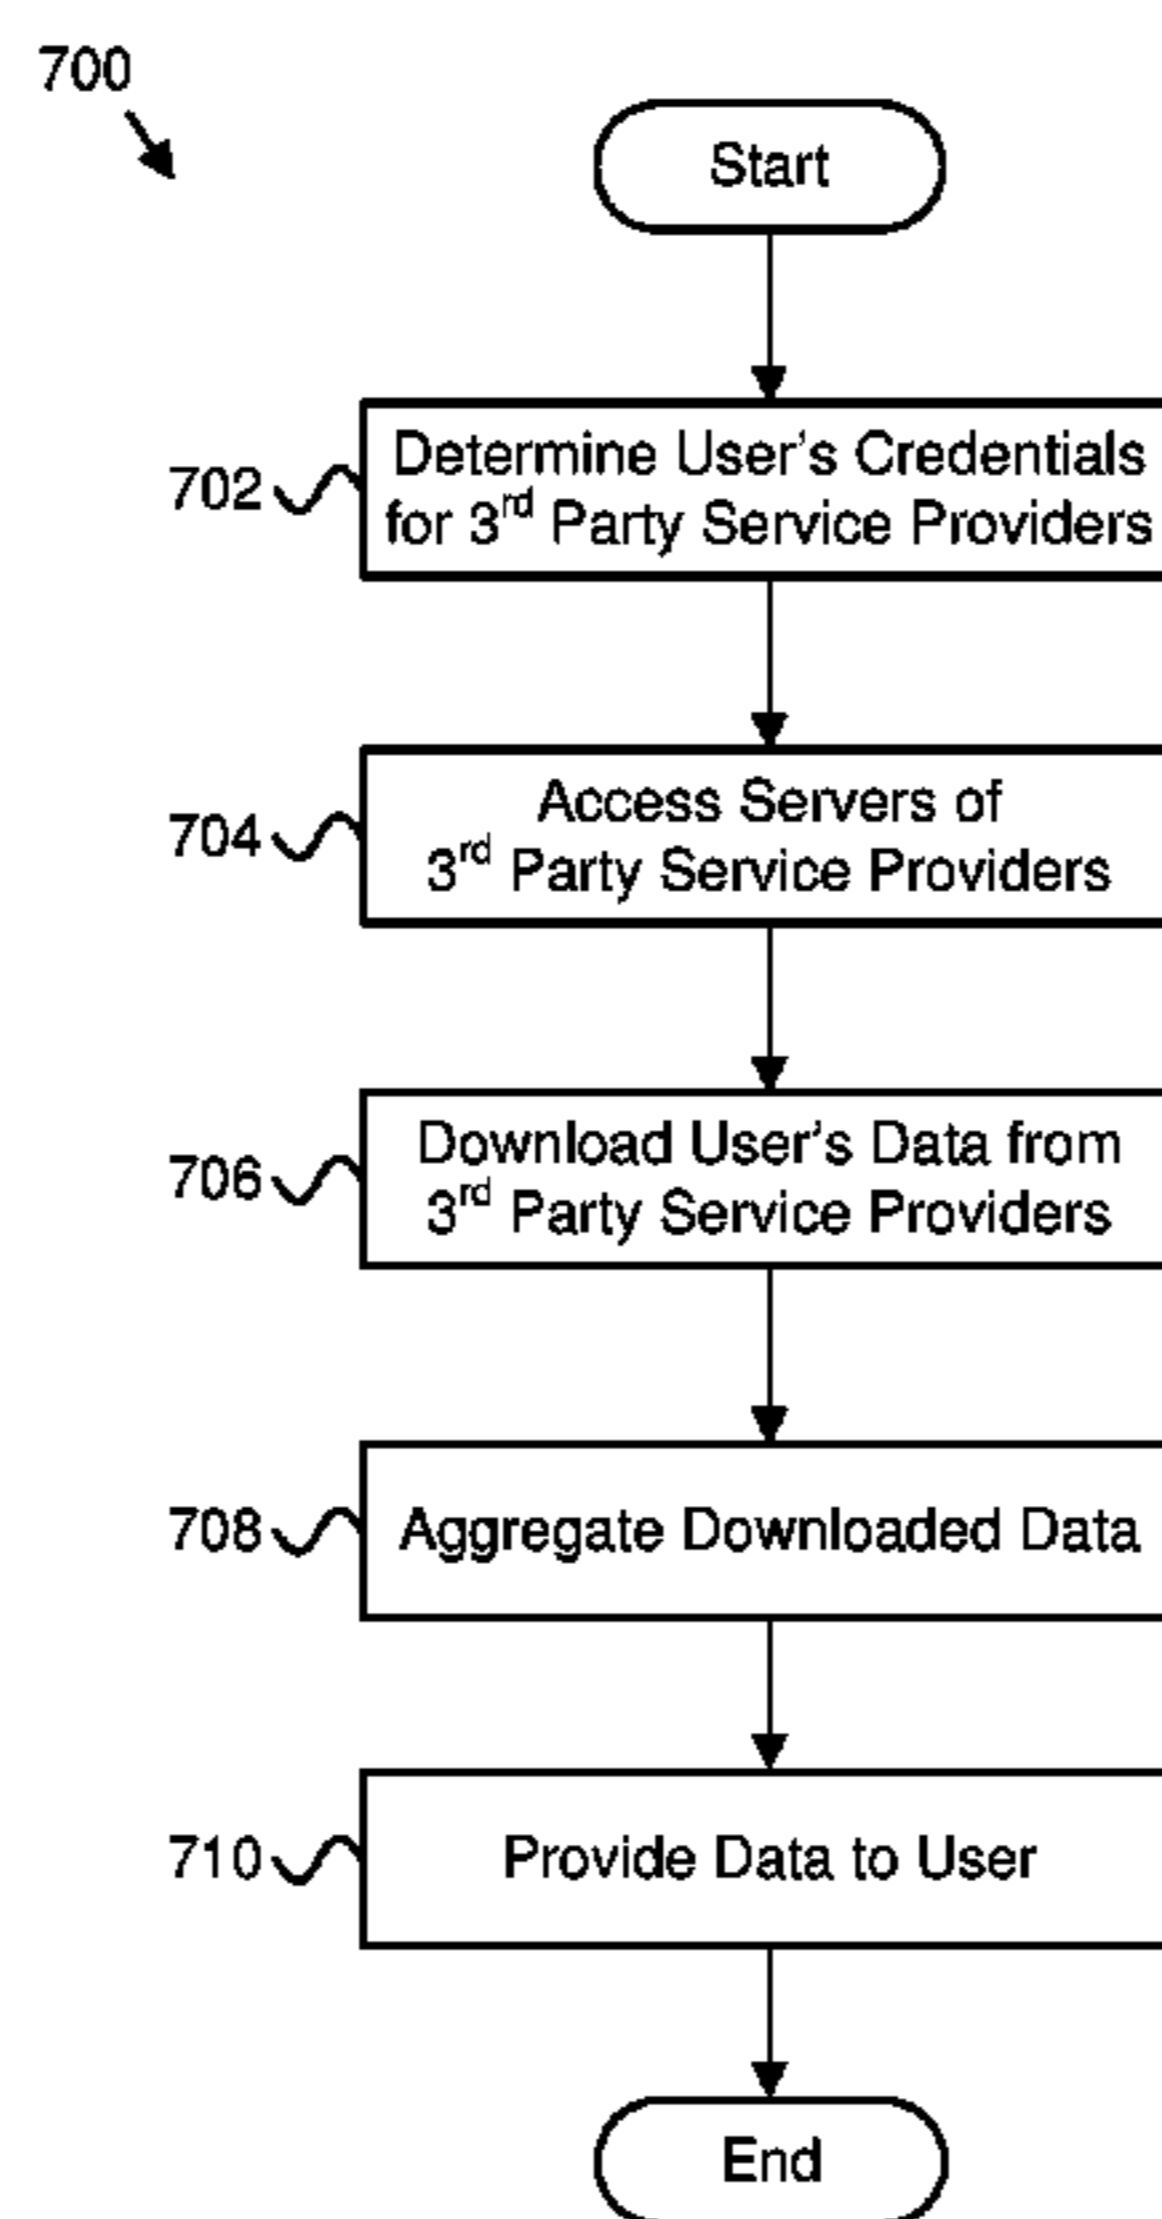 700
Start
702
Determine User's Credentials
for 3rd Party Service Providers
704
Access Servers of
3rd Party Service Providers
706
Download User's Data from
3rd Party Service Providers
708
Aggregate Downloaded Data
710
Provide Data to User
End